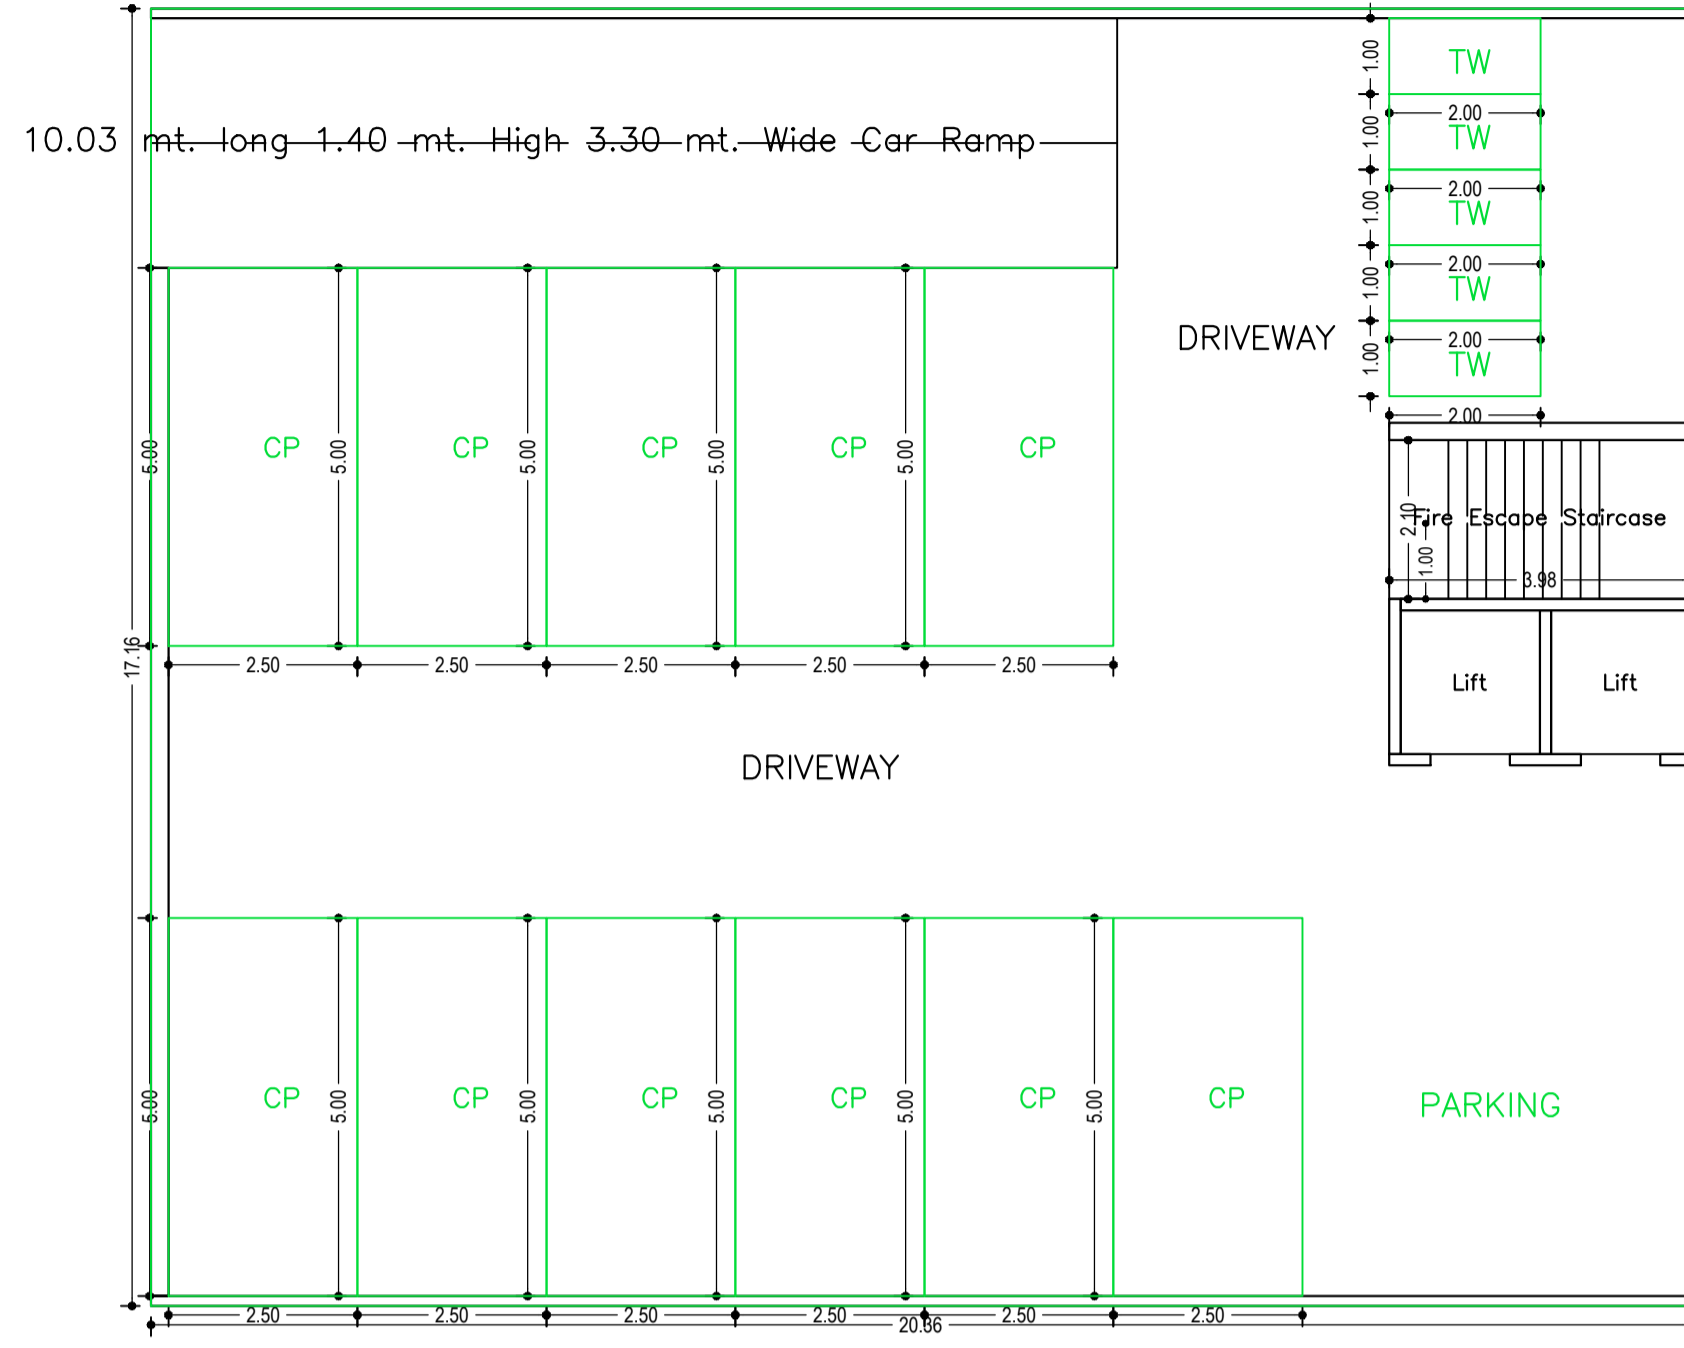 1.00
TW
10.03 mt. long 1.40 mt. High 3.30 mt. Wide Car Ramp
2.00
1.00
TW
2.00
1.00
TW
2.00
1.00
TW
DRIVEWAY
2.00
1.00
TW
2.00
5.00 CP 5.00 CP 5.00 CP 5.00 CP 5.00 CP
2.10
Fire Escape Staircase
1.00
3.98
17.16
2.50 2.50 2.50 2.50 2.50
Lift Lift
DRIVEWAY
5.00 CP 5.00 CP 5.00 CP 5.00 CP 5.00 CP 5.00 CP
PARKING
2.50 2.50 2.50 2.50 2.50 2.50
20.36